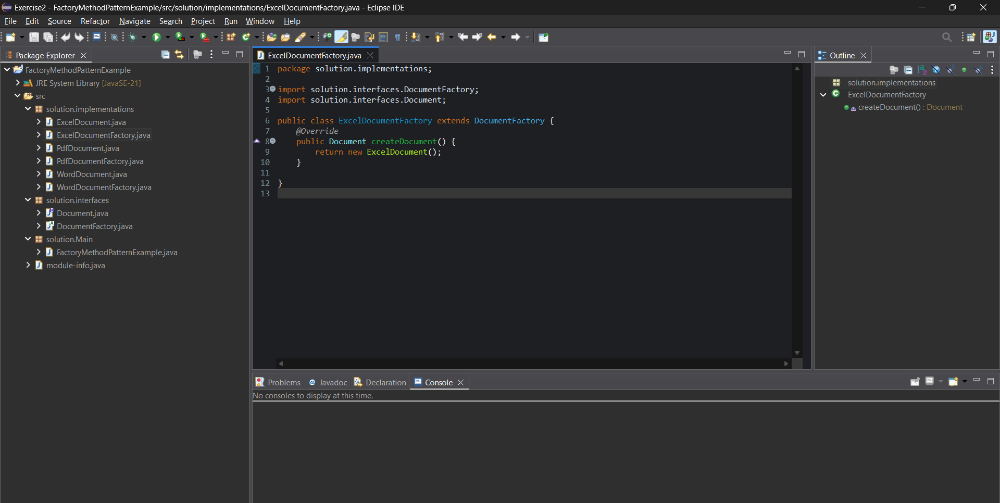 Exercise2 - FactoryMethodPatternExample/src/solution/implementations/ExcelDocumentFactory.java - Eclipse IDE
File Edit Source Refactor Navigate Search Project Run Window Help
Package Explorer
FactoryMethodPatternExample
JRE System Library [JavaSE-21]
src
solution.implementations
ExcelDocument.java
ExcelDocumentFactory.java
PdfDocument.java
PdfDocumentFactory.java
WordDocument.java
WordDocumentFactory.java
solution.interfaces
Document.java
DocumentFactory.java
solution.Main
FactoryMethodPatternExample.java
module-info.java
ExcelDocumentFactory.java
1 package solution.implementations;
2
3 import solution.interfaces.DocumentFactory;
4 import solution.interfaces.Document;
5
6 public class ExcelDocumentFactory extends DocumentFactory {
7 @Override
8 public Document createDocument() {
9 return new ExcelDocument();
10 }
11
12 }
13
Outline
solution.implementations
ExcelDocumentFactory
createDocument() : Document
Problems Javadoc Declaration Console
No consoles to display at this time.